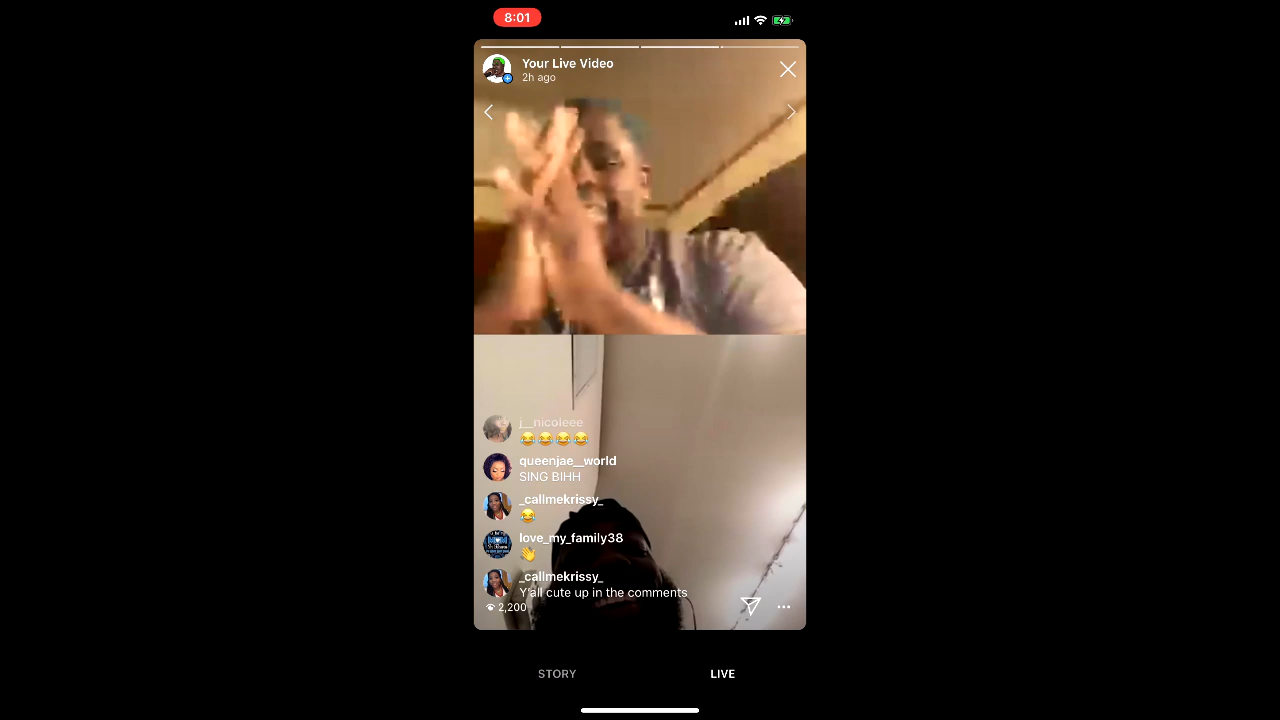 8:01
Your Live Video
2h ago
j__nicoleee
😂😂😂😂
queenjae__world
SING BIHH
_callmekrissy_
😂
love_my_family38
👋
_callmekrissy_
Y'all cute up in the comments
2,200
STORY
LIVE